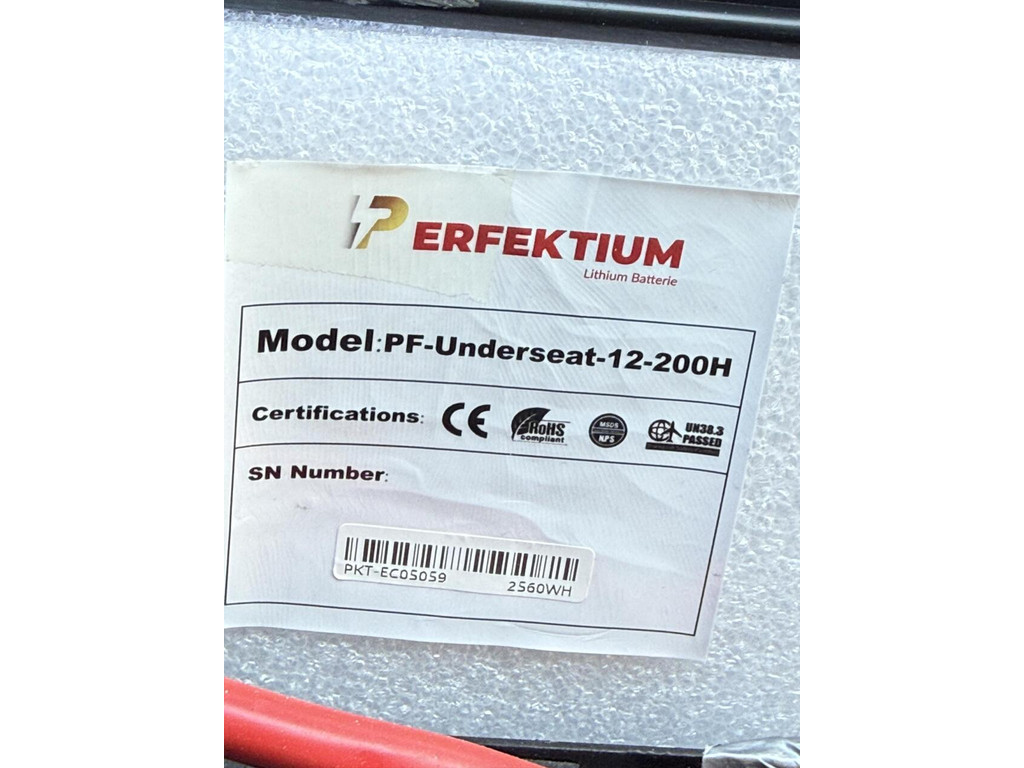 PERFEKTIUM
Lithium Batterie
Model:PF-Underseat-12-200H
Certifications: CE RoHS compliant MSDS UN38.3 PASSED
SN Number:
PKT-EC05059 2560WH